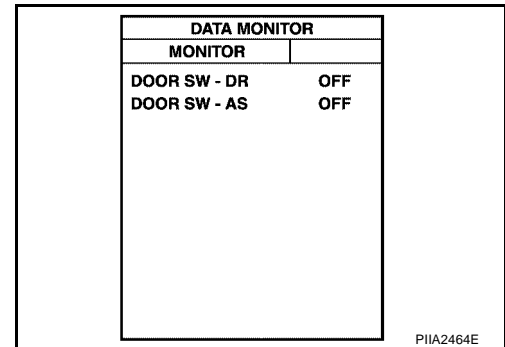 DATA MONITOR
MONITOR
DOOR SW - DR OFF
DOOR SW - AS OFF
PIIA2464E